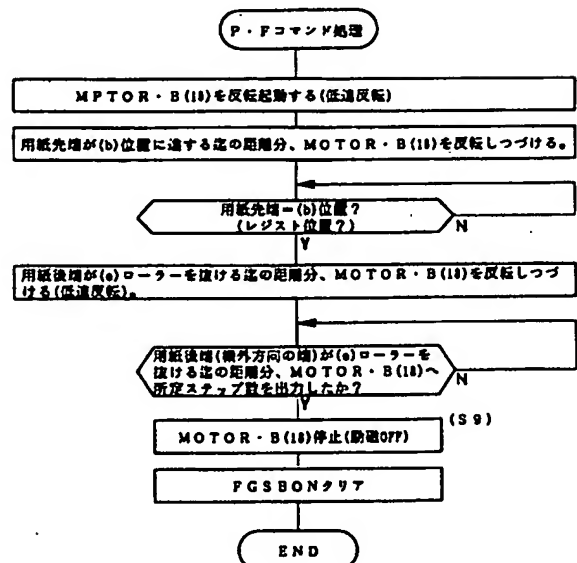 P・Fコマンド処理
MPTOR・B(18)を反転起動する(低速反転)
用紙先端が(b)位置に達する迄の距離分、MOTOR・B(18)を反転しつづける。
用紙先端=(b)位置?
(レジスト位置?)
N
Y
用紙後端が(e)ローラーを抜ける迄の距離分、MOTOR・B(18)を反転しつづ
ける(低速反転)。
用紙後端(機外方向の端)が(e)ローラーを
抜ける迄の距離分、MOTOR・B(18)へ
所定ステップ数を出力したか?
N
Y
(S9)
MOTOR・B(18)停止(励磁OFF)
FGSBONクリア
END